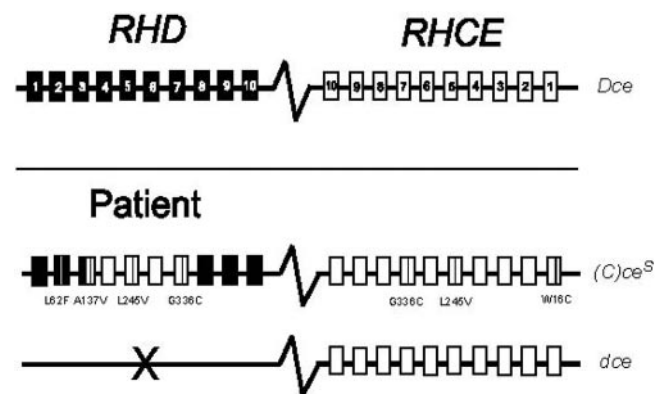 RHD RHCE
1 2 3 4 5 6 7 8 9 10 10 9 8 7 6 5 4 3 2 1 Dce
Patient
(C)ceS
L62F A137V L245V G336C G336C L245V W16C
X dce